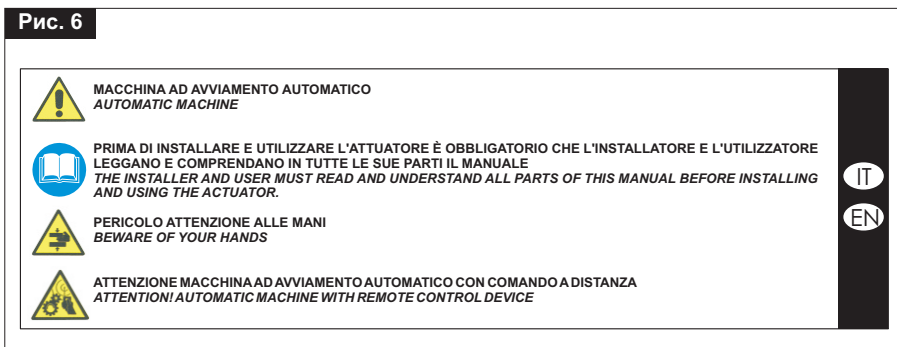 Рис. 6
MACCHINA AD AVVIAMENTO AUTOMATICO
AUTOMATIC MACHINE
PRIMA DI INSTALLARE E UTILIZZARE L'ATTUATORE È OBBLIGATORIO CHE L'INSTALLATORE E L'UTILIZZATORE
LEGGANO E COMPRENDANO IN TUTTE LE SUE PARTI IL MANUALE
THE INSTALLER AND USER MUST READ AND UNDERSTAND ALL PARTS OF THIS MANUAL BEFORE INSTALLING
AND USING THE ACTUATOR.
IT
PERICOLO ATTENZIONE ALLE MANI
BEWARE OF YOUR HANDS
EN
ATTENZIONE MACCHINA AD AVVIAMENTO AUTOMATICO CON COMANDO A DISTANZA
ATTENTION! AUTOMATIC MACHINE WITH REMOTE CONTROL DEVICE